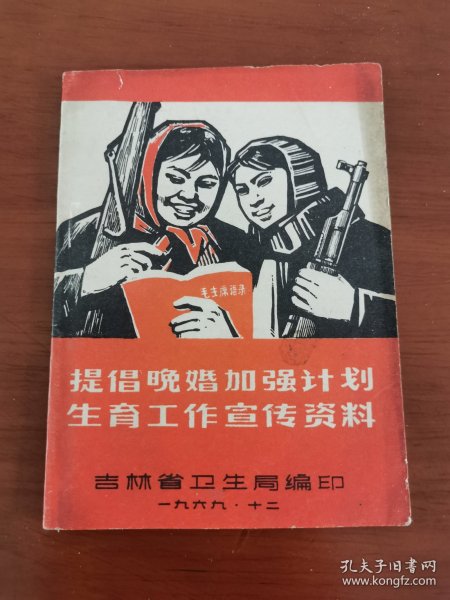 毛主席语录
提倡晚婚加强计划
生育工作宣传资料
吉林省卫生局编印
一九六九·十二
孔夫子旧书网
www.kongfz.com